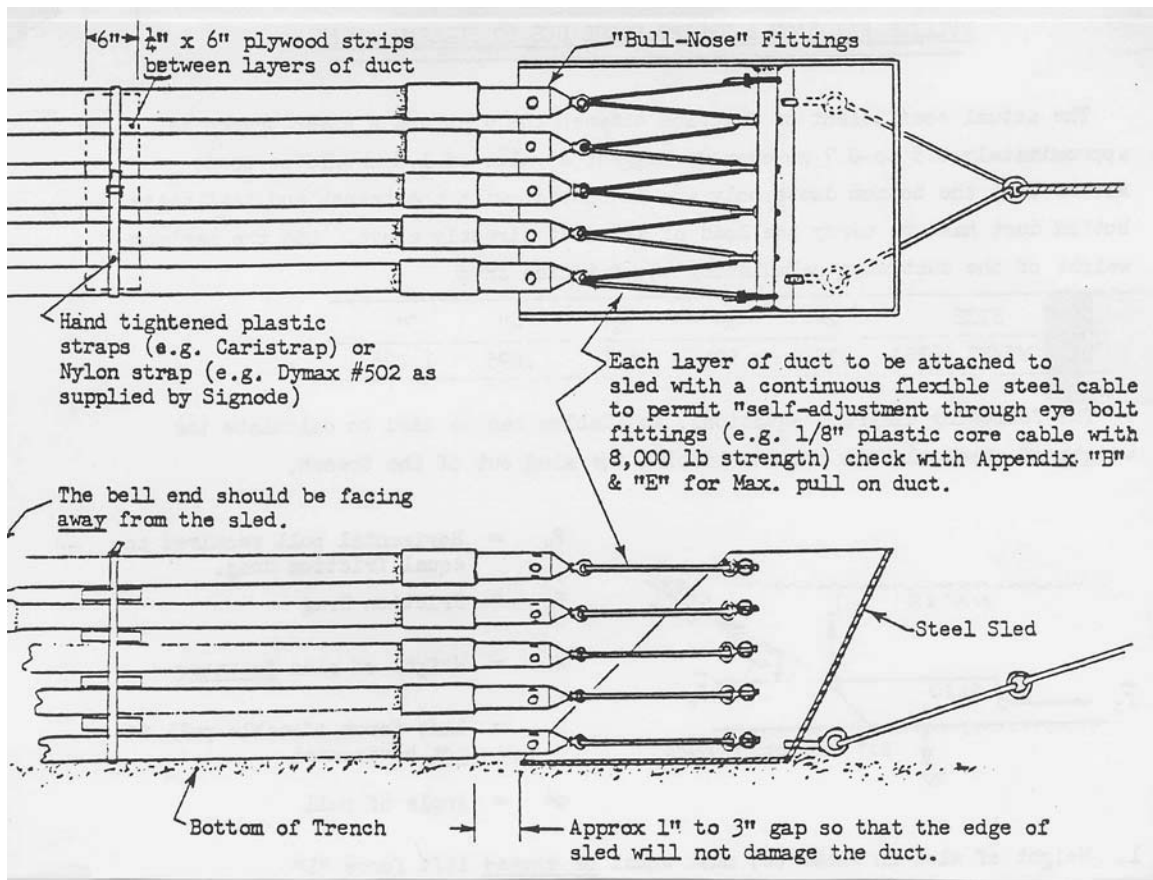 6" ¼" x 6" plywood strips
between layers of duct
"Bull-Nose" Fittings
Hand tightened plastic
straps (e.g. Caristrap) or
Nylon strap (e.g. Dymax #502 as
supplied by Signode)
Each layer of duct to be attached to
sled with a continuous flexible steel cable
to permit "self-adjustment through eye bolt
fittings (e.g. 1/8" plastic core cable with
lb strength) check with Appendix "B"
& "E" for Max. pull on duct.
The bell end should be facing
away from the sled.
Steel Sled
Bottom of Trench
Approx 1" to 3" gap so that the edge of
sled will not damage the duct.